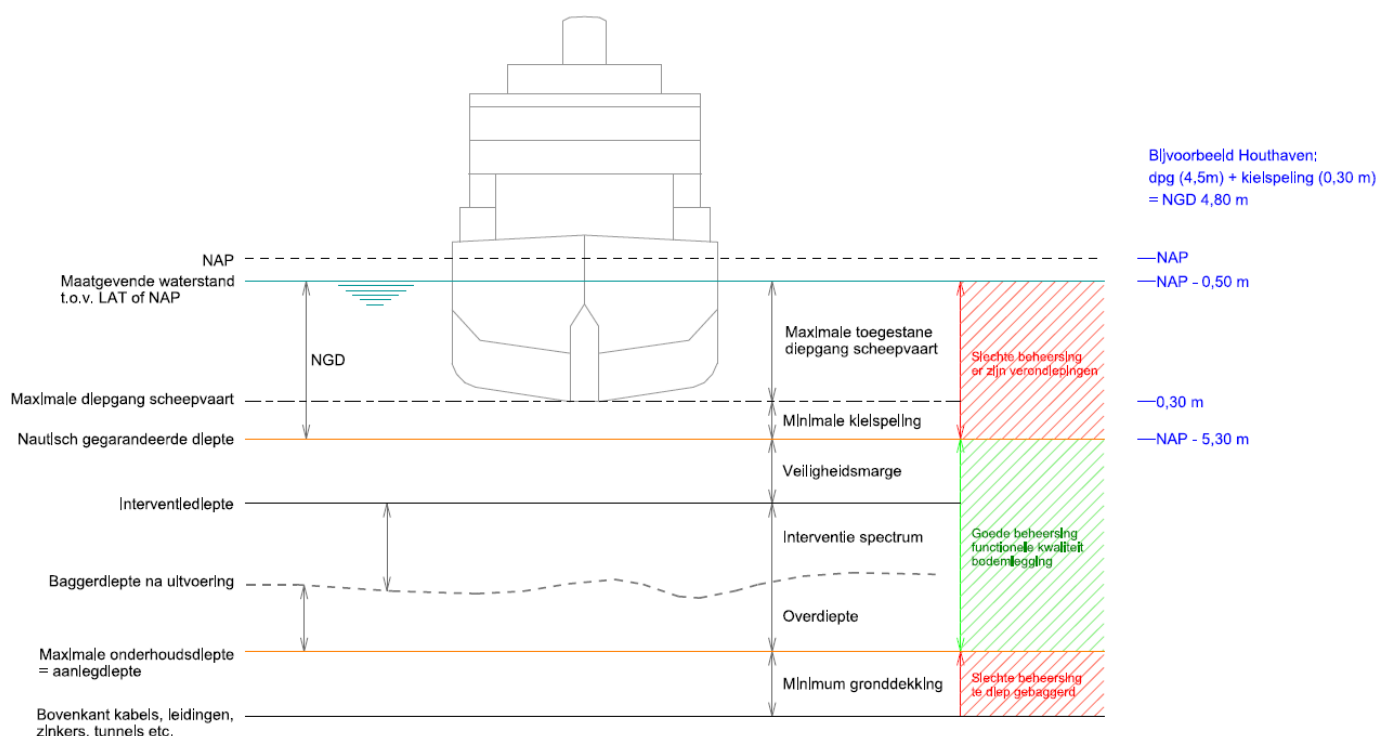 Bijvoorbeeld Houthaven:
dpg (4,5m) + kielspeling (0,30 m)
= NGD 4,80 m
NAP
NAP
Maatgevende waterstand
t.o.v. LAT of NAP
NAP - 0,50 m
NGD
Maximale toegestane
diepgang scheepvaart
Slechte beheersing
er zijn verondiepingen
Maximale diepgang scheepvaart
0,30 m
Minimale kielspeling
Nautisch gegarandeerde diepte
NAP - 5,30 m
Veiligheidsmarge
Interventiediepte
Interventie spectrum
Goede beheersing
functionele kwaliteit
bodemlegging
Baggerdiepte na uitvoering
Overdiepte
Maximale onderhoudsdiepte
= aanlegdiepte
Minimum gronddekking
Slechte beheersing
te diep gebaggerd
Bovenkant kabels, leidingen,
zinkers, tunnels etc.